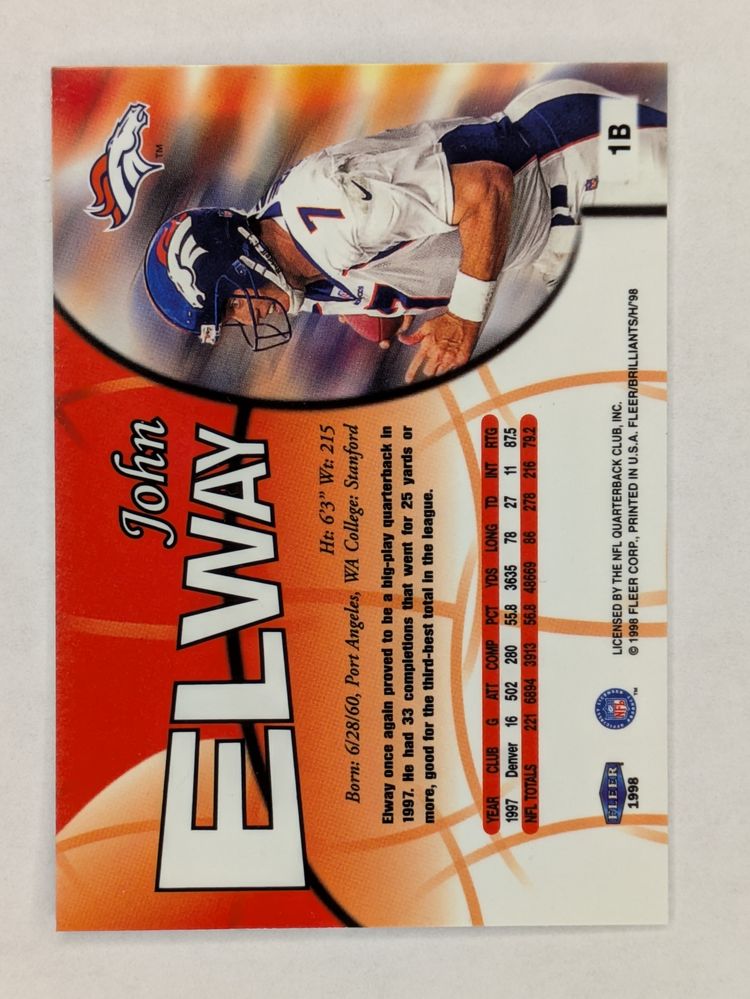 John
ELWAY
Ht: 6'3" Wt: 215
Born: 6/28/60, Port Angeles, WA College: Stanford
Elway once again proved to be a big-play quarterback in
1997. He had 33 completions that went for 25 yards or
more, good for the third-best total in the league.
YEAR CLUB G ATT COMP PCT YDS LONG TD INT RTG
1997 Denver 16 502 280 55.8 3635 78 27 11 87.5
NFL TOTALS 221 6894 3913 56.8 48669 86 278 216 79.2
LICENSED BY THE NFL QUARTERBACK CLUB, INC.
© 1998 FLEER CORP., PRINTED IN U.S.A. FLEER/BRILLIANTS/H/'98
FLEER
1998
NFL
TM
TM
7
1B